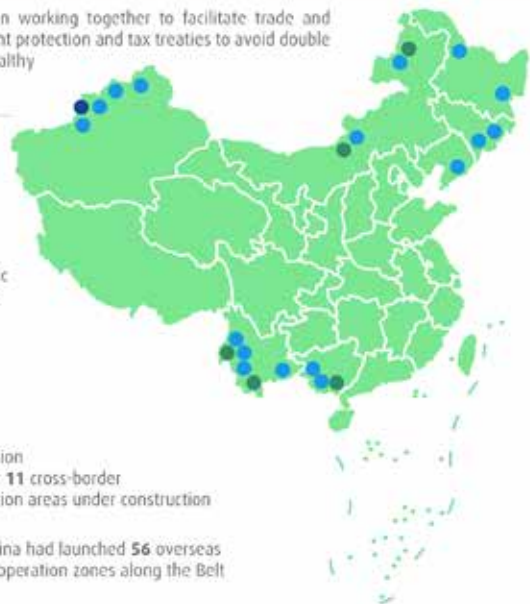 n working together to facilitate trade and
nt protection and tax treaties to avoid double
althy
c
ion
11 cross-border
ion areas under construction
ina had launched 56 overseas
operation zones along the Belt